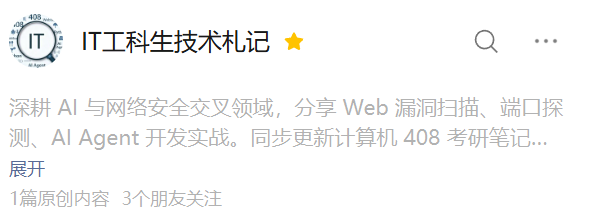 408
IT
AI Agent
IT工科生技术札记
深耕 AI 与网络安全交叉领域，分享 Web 漏洞扫描、端口探
测、AI Agent 开发实战。同步更新计算机 408 考研笔记...
展开
1篇原创内容 3个朋友关注